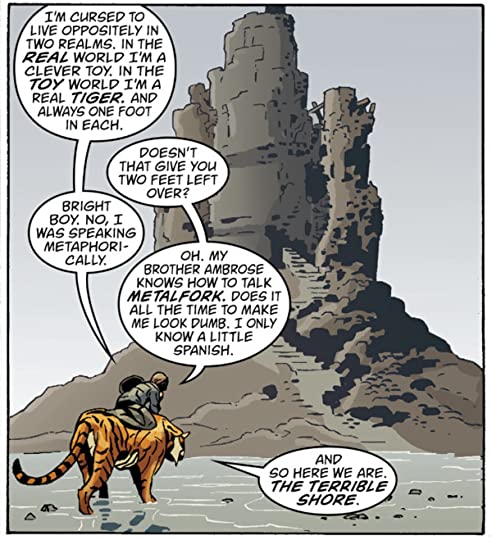 I'M CURSED TO
LIVE OPPOSITELY IN
TWO REALMS. IN THE
REAL WORLD I'M A
CLEVER TOY. IN THE
TOY WORLD I'M A
REAL TIGER. AND
ALWAYS ONE FOOT
IN EACH.
DOESN'T
THAT GIVE YOU
TWO FEET LEFT
OVER?
BRIGHT
BOY. NO, I
WAS SPEAKING
METAPHORI-
CALLY.
OH. MY
BROTHER AMBROSE
KNOWS HOW TO TALK
METALFORK. DOES IT
ALL THE TIME TO MAKE
ME LOOK DUMB. I ONLY
KNOW A LITTLE
SPANISH.
AND
SO HERE WE ARE.
THE TERRIBLE
SHORE.